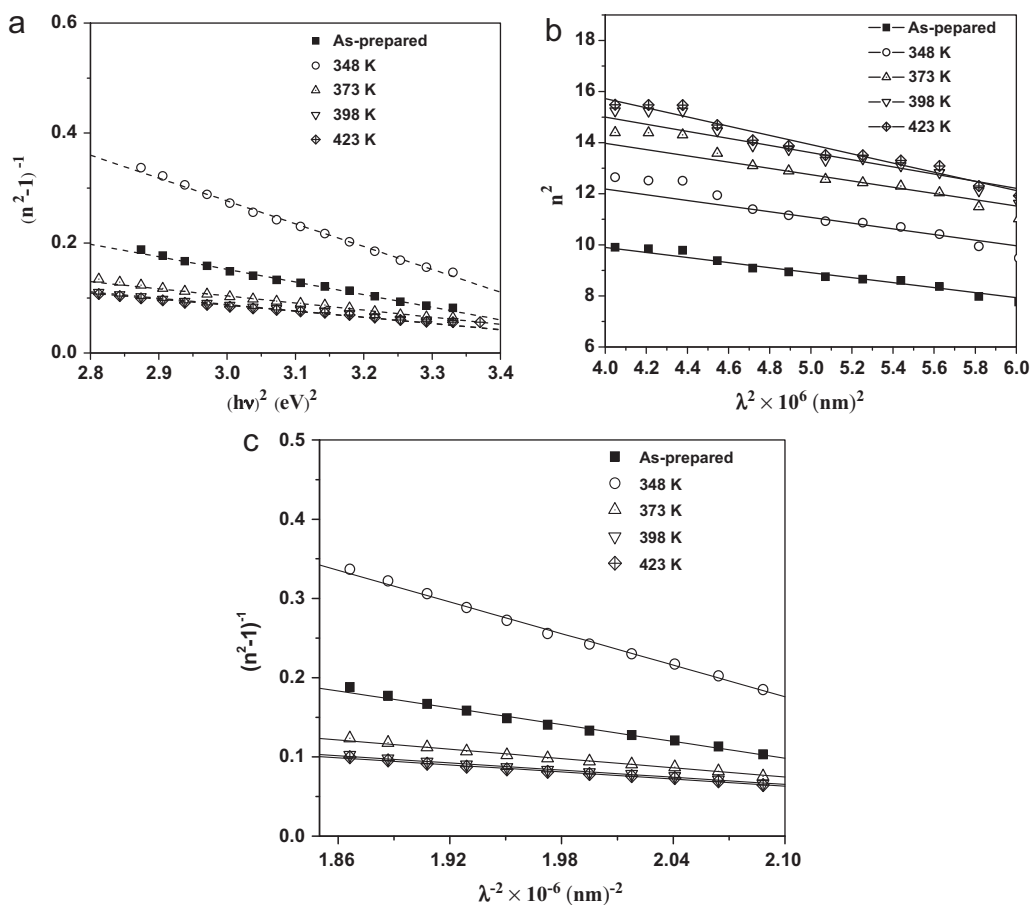 a
0.6
0.4
0.2
0.0
(n²-1)⁻¹
2.8 2.9 3.0 3.1 3.2 3.3 3.4
(hν)² (eV)²
As-prepared
348 K
373 K
398 K
423 K
b
16
14
12
10
8
6
n²
4.0 4.2 4.4 4.6 4.8 5.0 5.2 5.4 5.6 5.8 6.0
λ² × 10⁶ (nm)²
As-pepared
348 K
373 K
398 K
423 K
c
0.5
0.4
0.3
0.2
0.1
0.0
(n²-1)⁻¹
1.86 1.92 1.98 2.04 2.10
λ⁻² × 10⁻⁶ (nm)⁻²
As-prepared
348 K
373 K
398 K
423 K